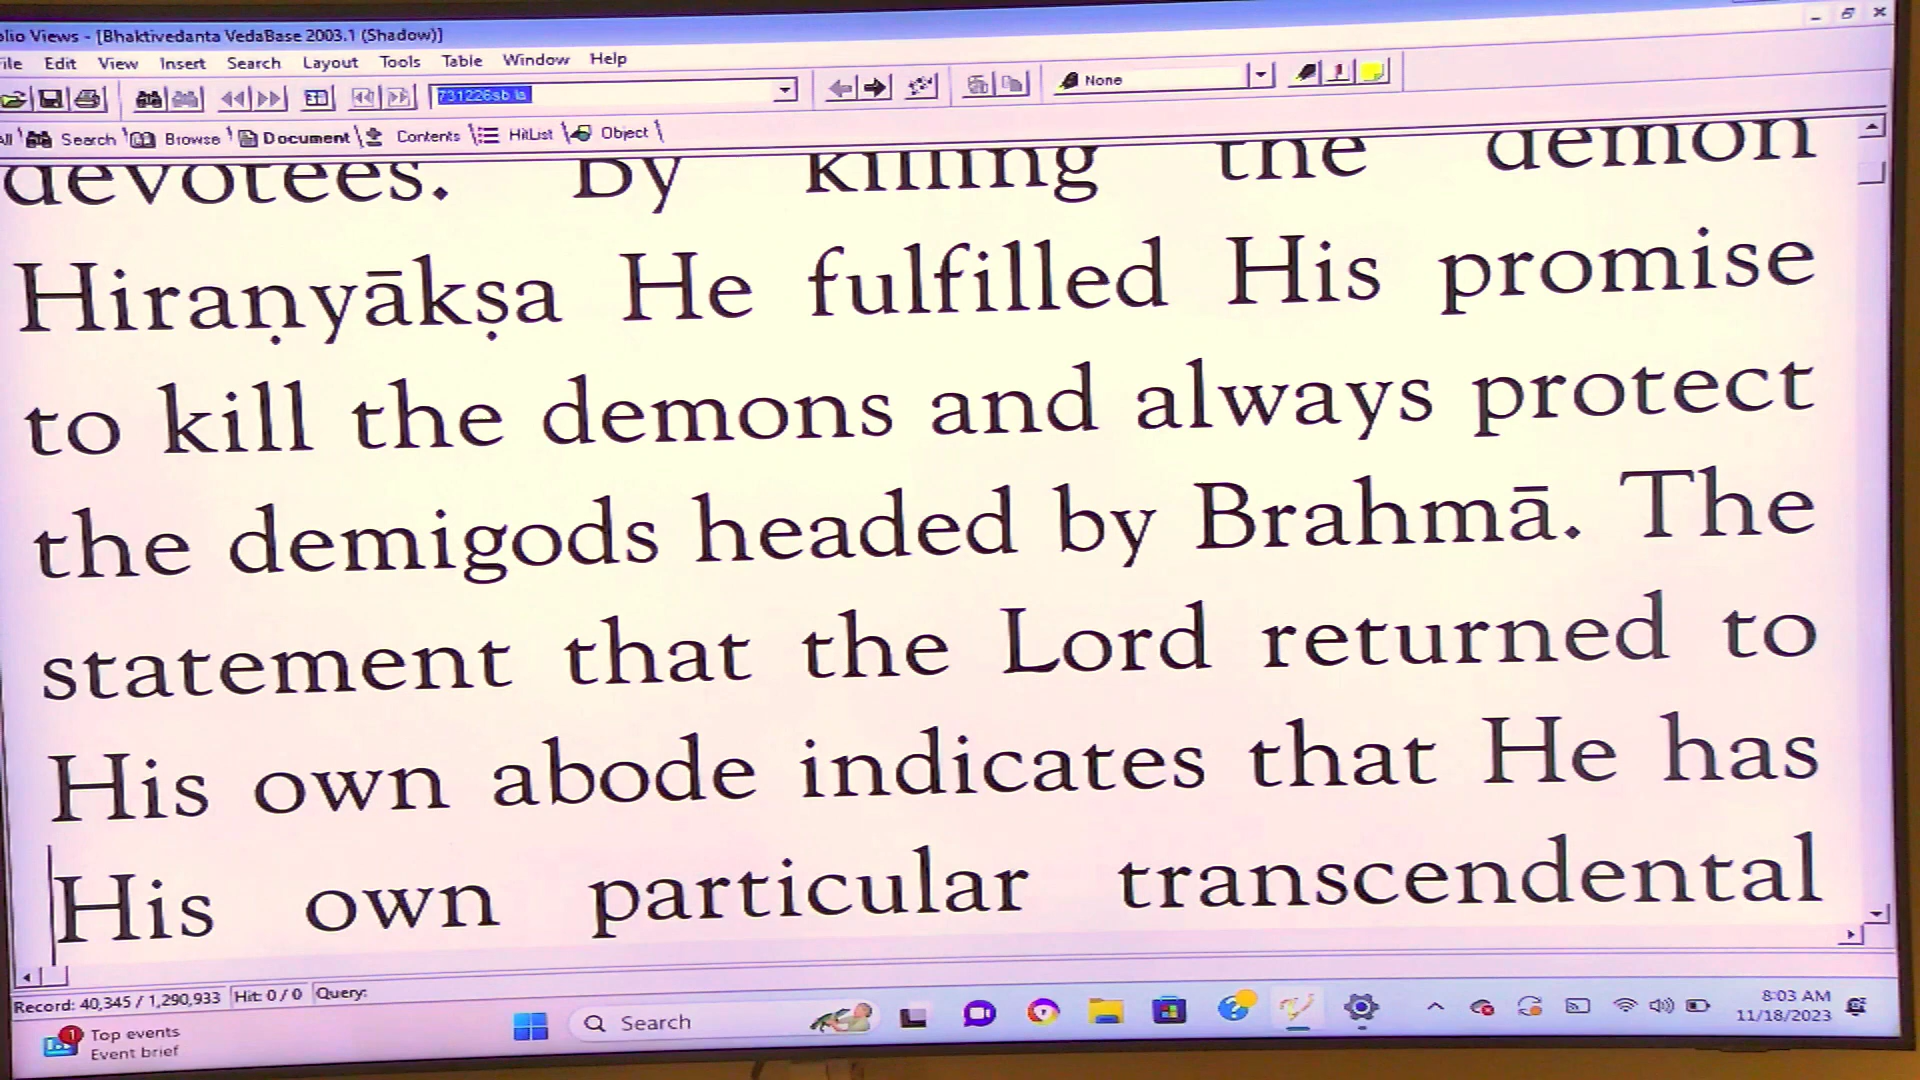 olio Views - [Bhaktivedanta VedaBase 2003.1 (Shadow)]
File Edit View Insert Search Layout Tools Table Window Help
731226sb.la
None
All Search Browse Document Contents HitList Object
devotees. By killing the demon
Hiraṇyākṣa He fulfilled His promise
to kill the demons and always protect
the demigods headed by Brahmā. The
statement that the Lord returned to
His own abode indicates that He has
His own particular transcendental
Record: 40,345 / 1,290,933 Hit: 0 / 0 Query:
1 Top events
Event brief
Search
8:03 AM
11/18/2023